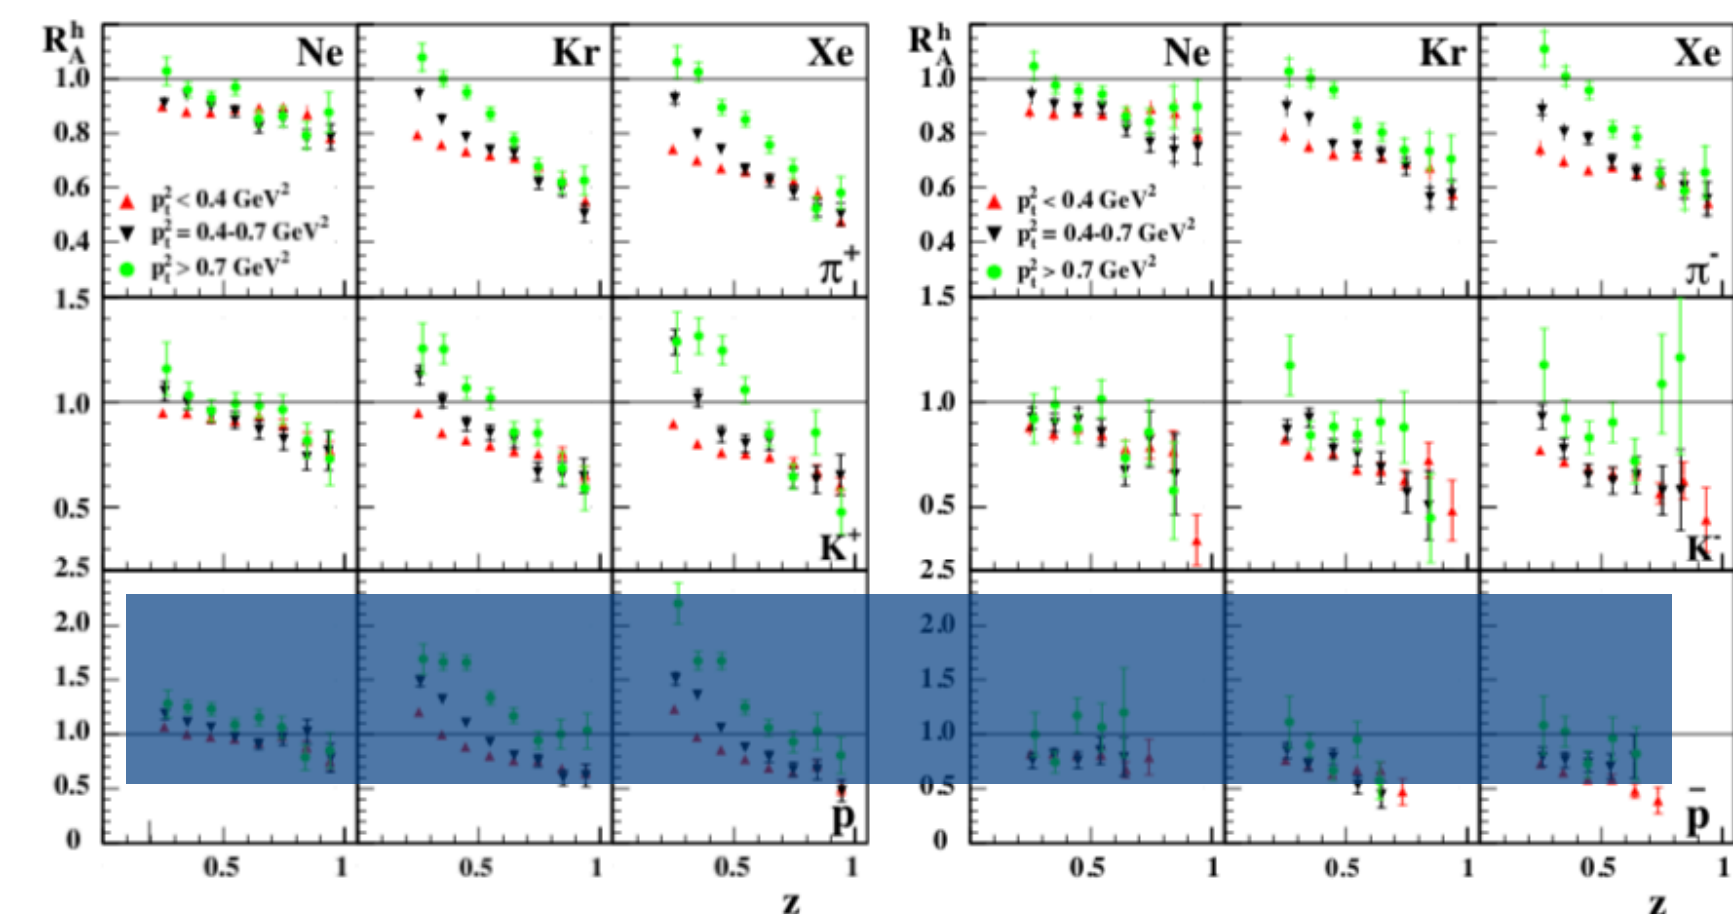 R_A^h Ne Kr Xe
1.0
0.8
0.6
0.4
p_t^2 < 0.4 GeV^2
p_t^2 = 0.4-0.7 GeV^2
p_t^2 > 0.7 GeV^2
π^+
1.5
1.0
0.5
K^+
2.5
2.0
1.5
1.0
0.5
0
p
0.5 1 0.5 1 0.5 1
z
R_A^h Ne Kr Xe
1.0
0.8
0.6
0.4
p_t^2 < 0.4 GeV^2
p_t^2 = 0.4-0.7 GeV^2
p_t^2 > 0.7 GeV^2
π^-
1.5
1.0
0.5
K^-
2.5
2.0
1.5
1.0
0.5
0
p̄
0.5 1 0.5 1 0.5 1
z